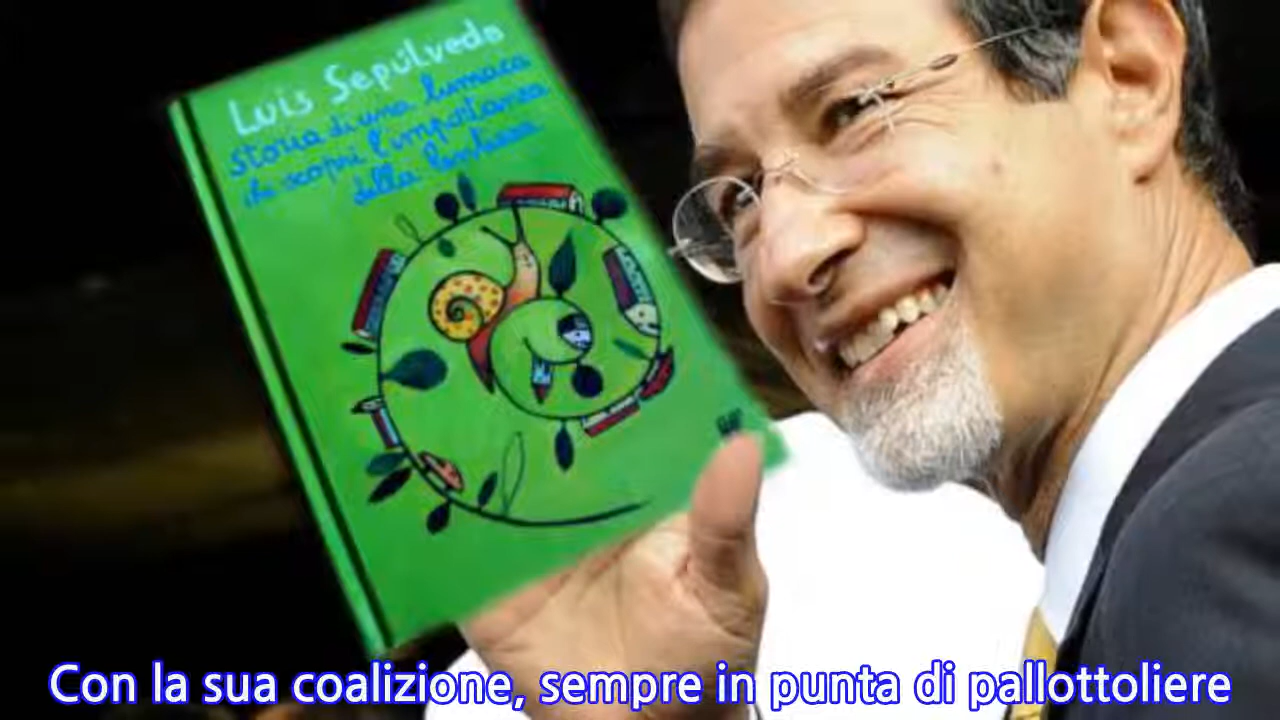 Luis Sepúlveda
Storia di una lumaca
che scoprì l'importanza
della lentezza
Con la sua coalizione, sempre in punta di pallottoliere